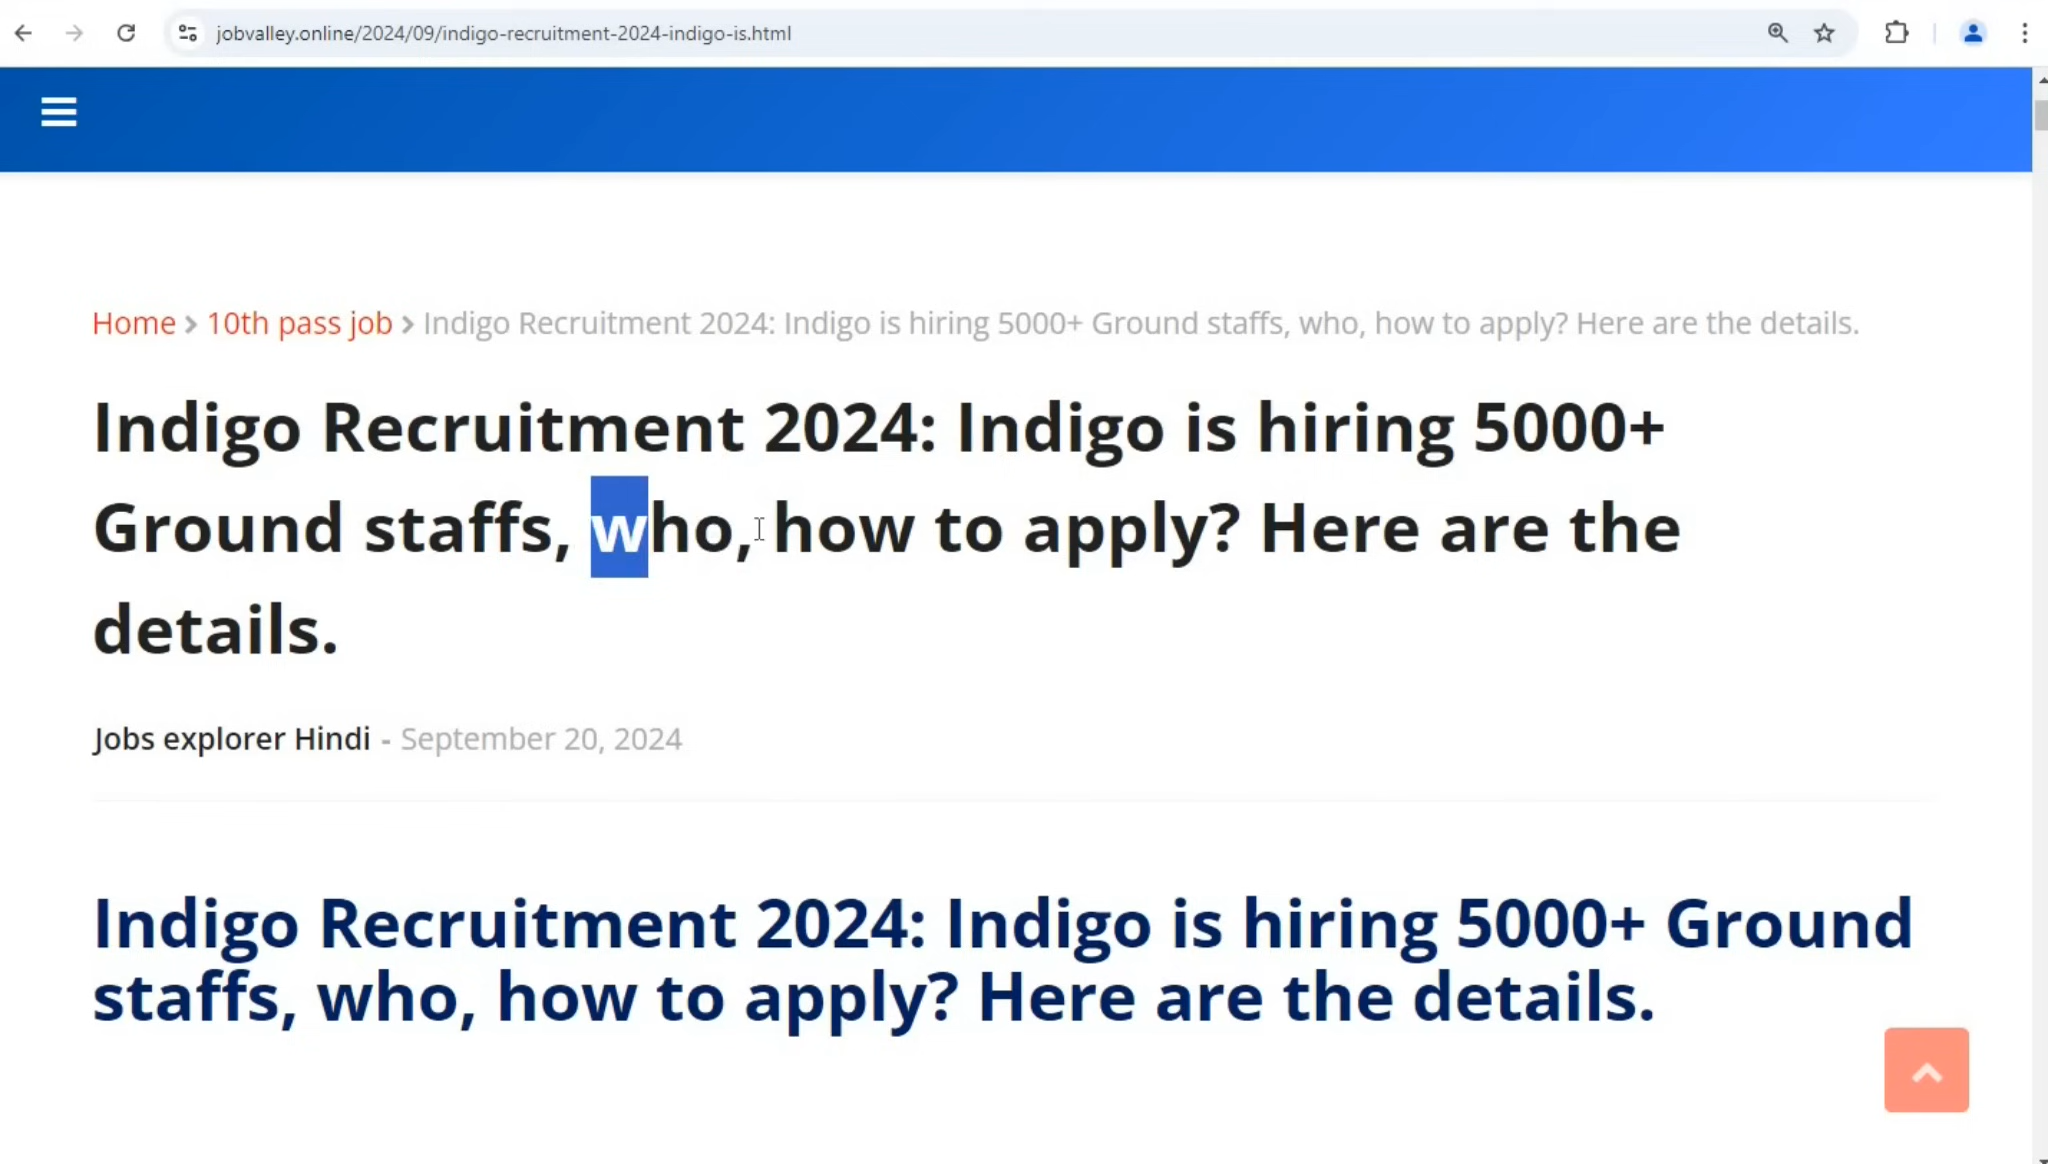 jobvalley.online/2024/09/indigo-recruitment-2024-indigo-is.html
Home > 10th pass job > Indigo Recruitment 2024: Indigo is hiring 5000+ Ground staffs, who, how to apply? Here are the details.
Indigo Recruitment 2024: Indigo is hiring 5000+
Ground staffs, who, how to apply? Here are the
details.
Jobs explorer Hindi - September 20, 2024
Indigo Recruitment 2024: Indigo is hiring 5000+ Ground
staffs, who, how to apply? Here are the details.